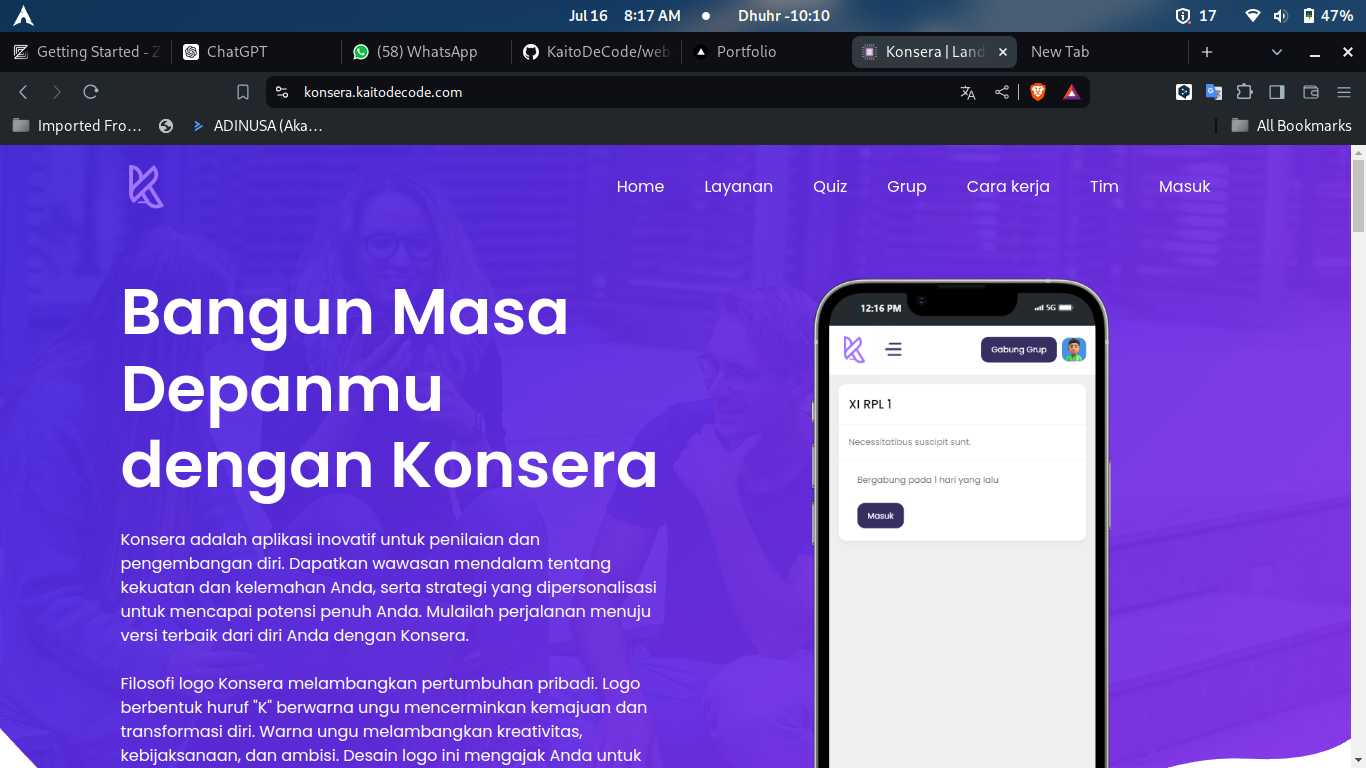 Jul 16 8:17 AM Dhuhr -10:10 17 47%
Getting Started - Z ChatGPT (58) WhatsApp KaitoDeCode/web Portfolio Konsera | Land New Tab
konsera.kaitodecode.com
Imported Fro... ADINUSA (Aka... All Bookmarks
Home Layanan Quiz Grup Cara kerja Tim Masuk
Bangun Masa
Depanmu
dengan Konsera
Konsera adalah aplikasi inovatif untuk penilaian dan
pengembangan diri. Dapatkan wawasan mendalam tentang
kekuatan dan kelemahan Anda, serta strategi yang dipersonalisasi
untuk mencapai potensi penuh Anda. Mulailah perjalanan menuju
versi terbaik dari diri Anda dengan Konsera.
Filosofi logo Konsera melambangkan pertumbuhan pribadi. Logo
berbentuk huruf "K" berwarna ungu mencerminkan kemajuan dan
transformasi diri. Warna ungu melambangkan kreativitas,
kebijaksanaan, dan ambisi. Desain logo ini mengajak Anda untuk
12:16 PM 5G
Gabung Grup
XI RPL 1
Necessitatibus suscipit sunt.
Bergabung pada 1 hari yang lalu
Masuk